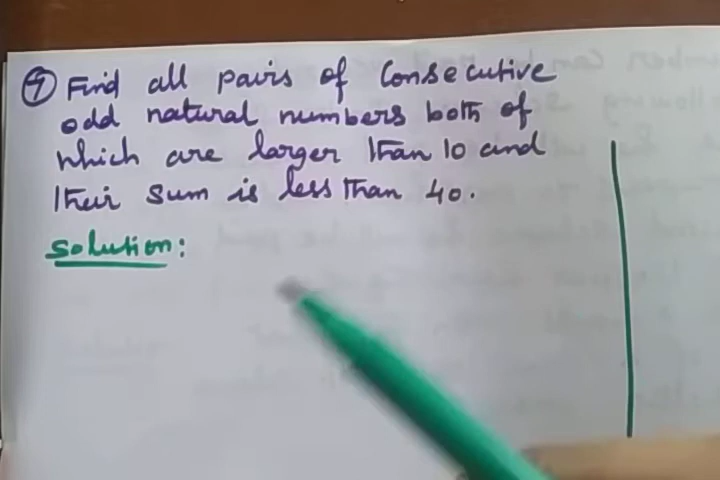 9 Find all pairs of Consecutive
odd natural numbers both of
which are larger than 10 and
their sum is less than 40.
Solution: